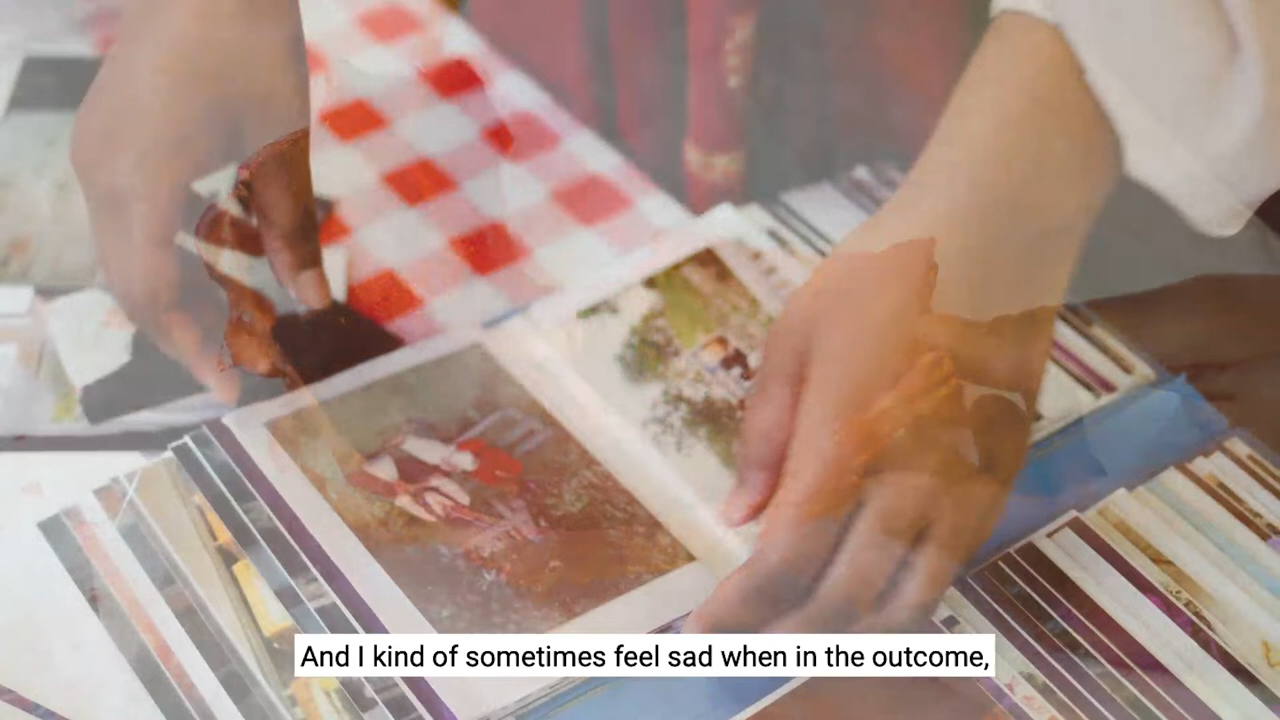 And I kind of sometimes feel sad when in the outcome,